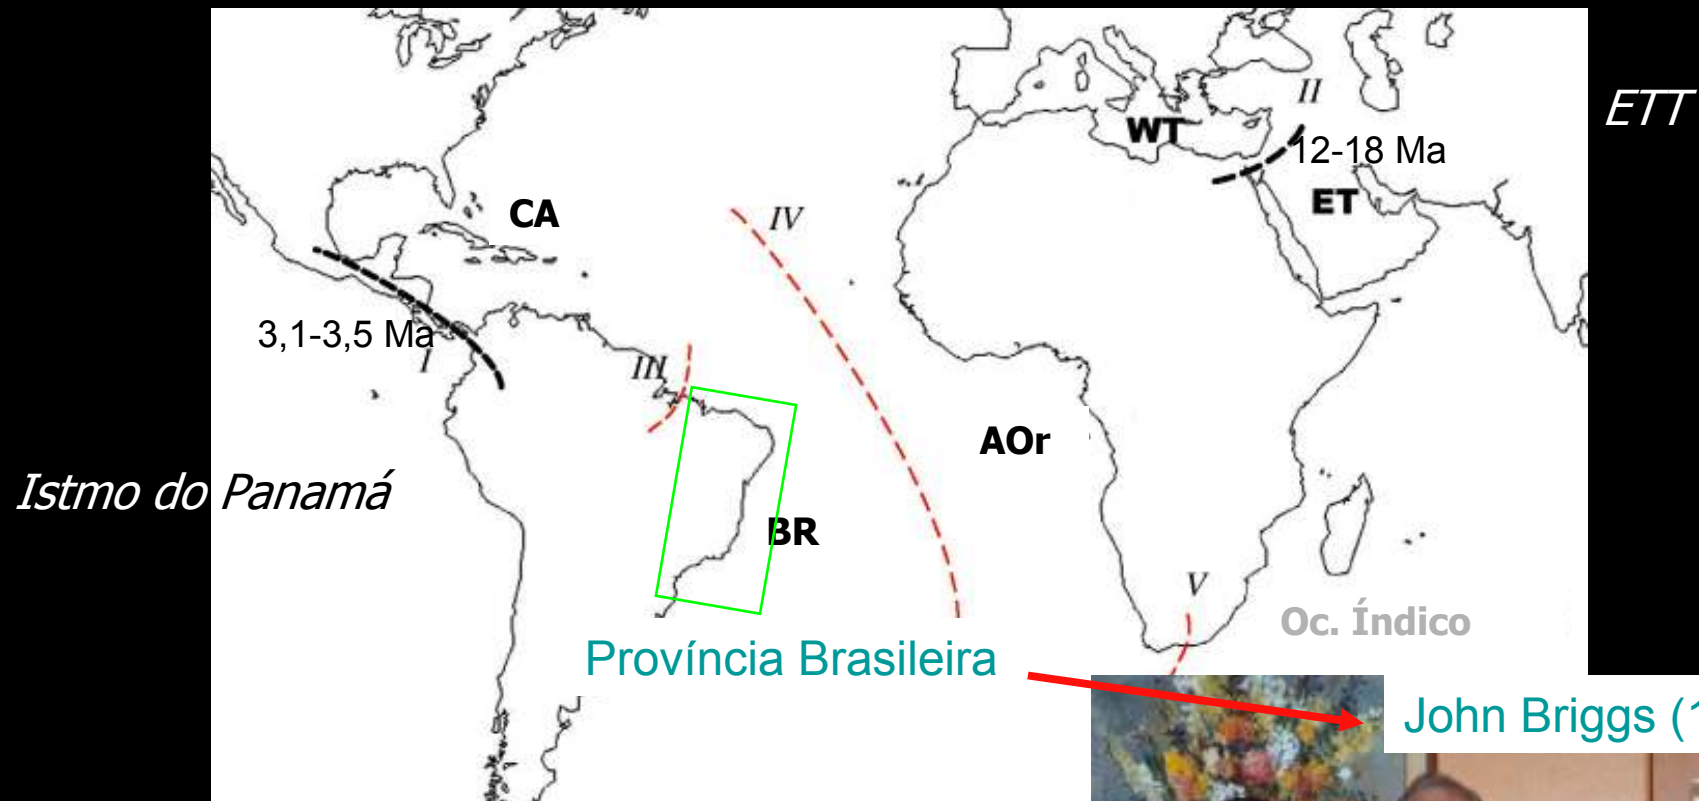 II
ETT
WT
12-18 Ma
ET
CA
IV
3,1-3,5 Ma
I
III
AOr
Istmo do Panamá
BR
V
Oc. Índico
Província Brasileira
John Briggs (1